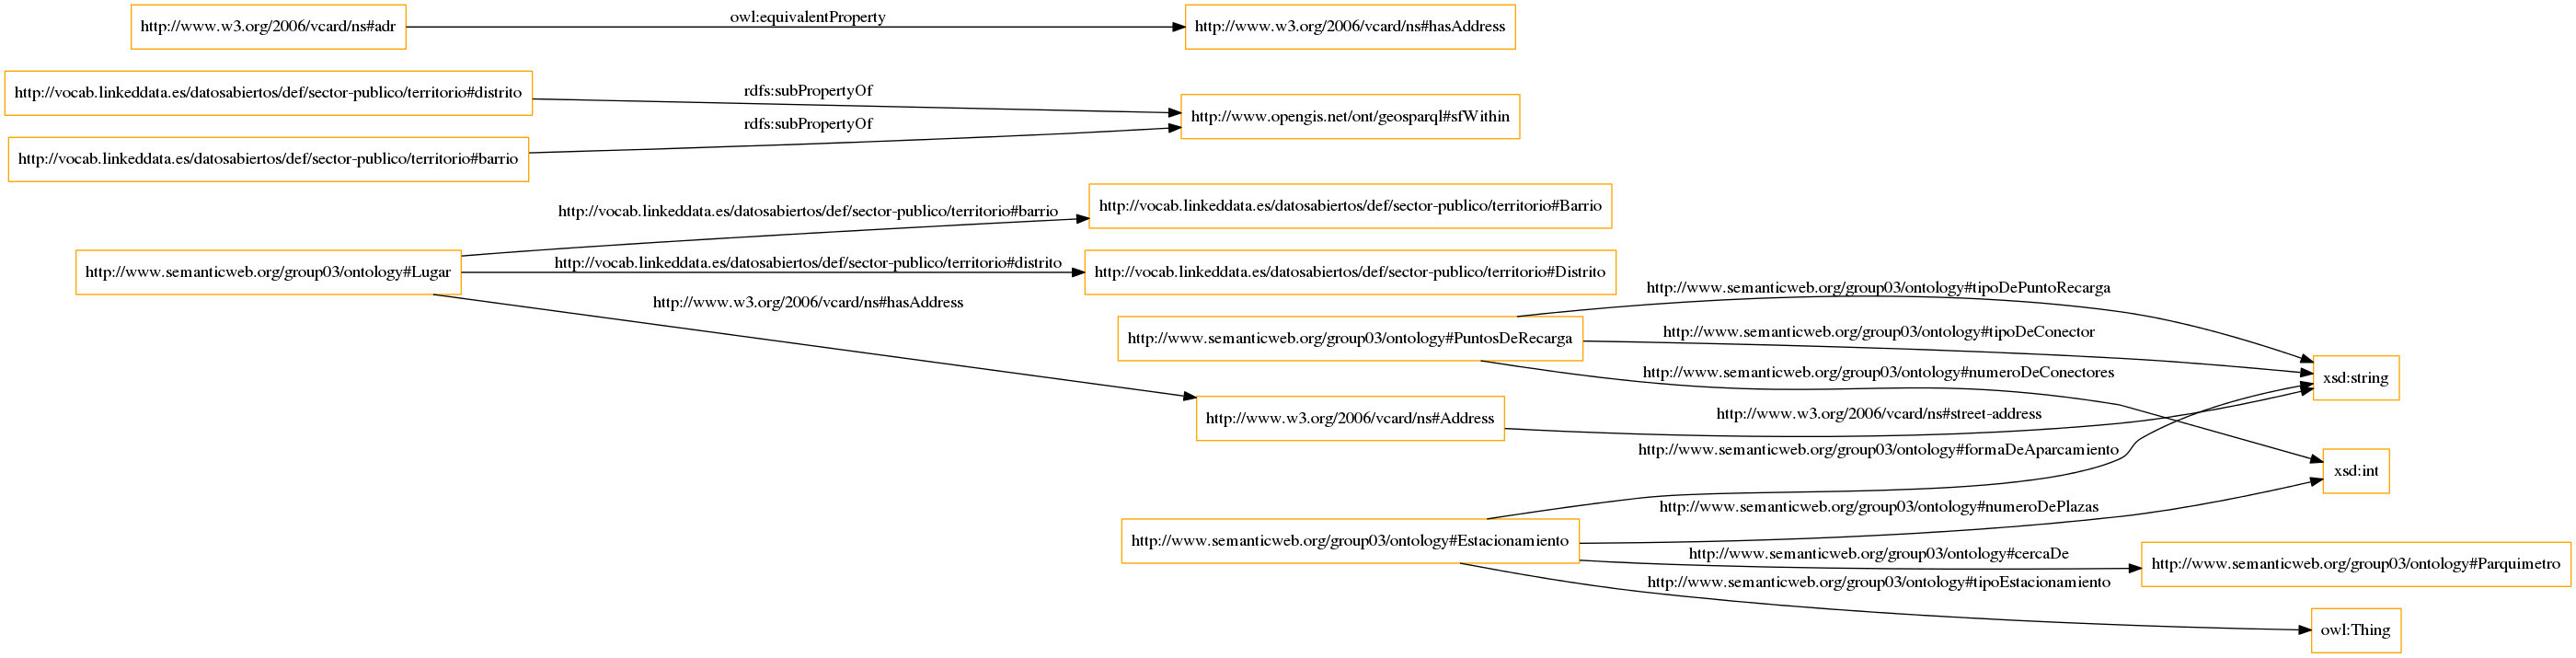 http://www.w3.org/2006/vcard/ns#adr
owl:equivalentProperty
http://www.w3.org/2006/vcard/ns#hasAddress
http://vocab.linkeddata.es/datosabiertos/def/sector-publico/territorio#distrito
rdfs:subPropertyOf
http://www.opengis.net/ont/geosparql#sfWithin
http://vocab.linkeddata.es/datosabiertos/def/sector-publico/territorio#barrio
rdfs:subPropertyOf
http://www.semanticweb.org/group03/ontology#Lugar
http://vocab.linkeddata.es/datosabiertos/def/sector-publico/territorio#barrio
http://vocab.linkeddata.es/datosabiertos/def/sector-publico/territorio#Barrio
http://vocab.linkeddata.es/datosabiertos/def/sector-publico/territorio#distrito
http://vocab.linkeddata.es/datosabiertos/def/sector-publico/territorio#Distrito
http://www.w3.org/2006/vcard/ns#hasAddress
http://www.w3.org/2006/vcard/ns#Address
http://www.semanticweb.org/group03/ontology#PuntosDeRecarga
http://www.semanticweb.org/group03/ontology#tipoDePuntoRecarga
http://www.semanticweb.org/group03/ontology#tipoDeConector
http://www.semanticweb.org/group03/ontology#numeroDeConectores
http://www.w3.org/2006/vcard/ns#street-address
xsd:string
http://www.semanticweb.org/group03/ontology#formaDeAparcamiento
xsd:int
http://www.semanticweb.org/group03/ontology#Estacionamiento
http://www.semanticweb.org/group03/ontology#numeroDePlazas
http://www.semanticweb.org/group03/ontology#cercaDe
http://www.semanticweb.org/group03/ontology#Parquimetro
http://www.semanticweb.org/group03/ontology#tipoEstacionamiento
owl:Thing